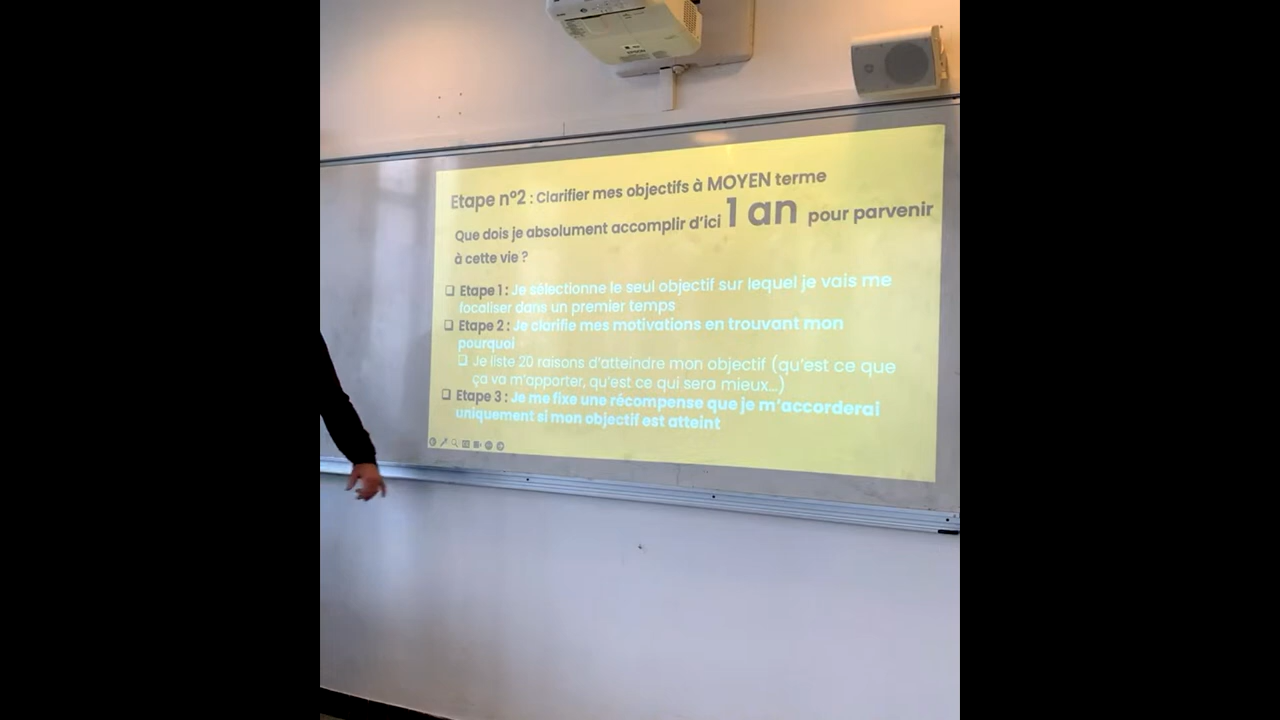 EPSON
Etape n°2 : Clarifier mes objectifs à MOYEN terme
Que dois je absolument accomplir d'ici 1 an pour parvenir
à cette vie ?
Etape 1 : Je sélectionne le seul objectif sur lequel je vais me
focaliser dans un premier temps
Etape 2 : Je clarifie mes motivations en trouvant mon
pourquoi
Je liste 20 raisons d'atteindre mon objectif (qu'est ce que
ça va m'apporter, qu'est ce qui sera mieux...)
Etape 3 : Je me fixe une récompense que je m'accorderai
uniquement si mon objectif est atteint